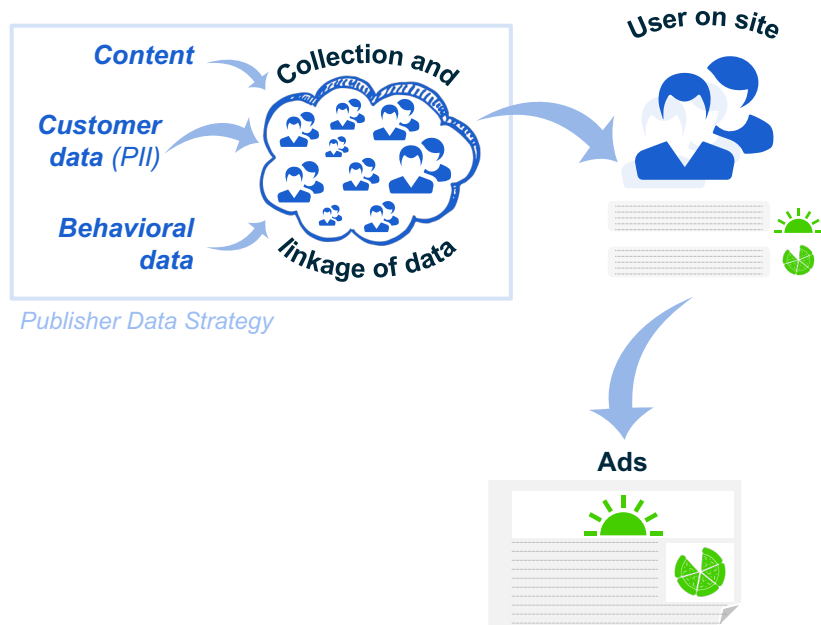 Content
Customer
data (PII)
Behavioral
data
Collection and
linkage of data
Publisher Data Strategy
User on site
Ads